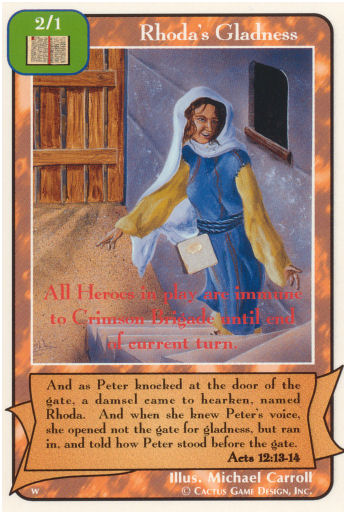 2/1
Rhoda's Gladness
All Heroes in play are immune
to Crimson Brigade until end
of current turn.
And as Peter knocked at the door of the
gate, a damsel came to hearken, named
Rhoda. And when she knew Peter's voice,
she opened not the gate for gladness, but ran
in, and told how Peter stood before the gate.
Acts 12:13-14
Illus. Michael Carroll
W
© Cactus Game Design, Inc.